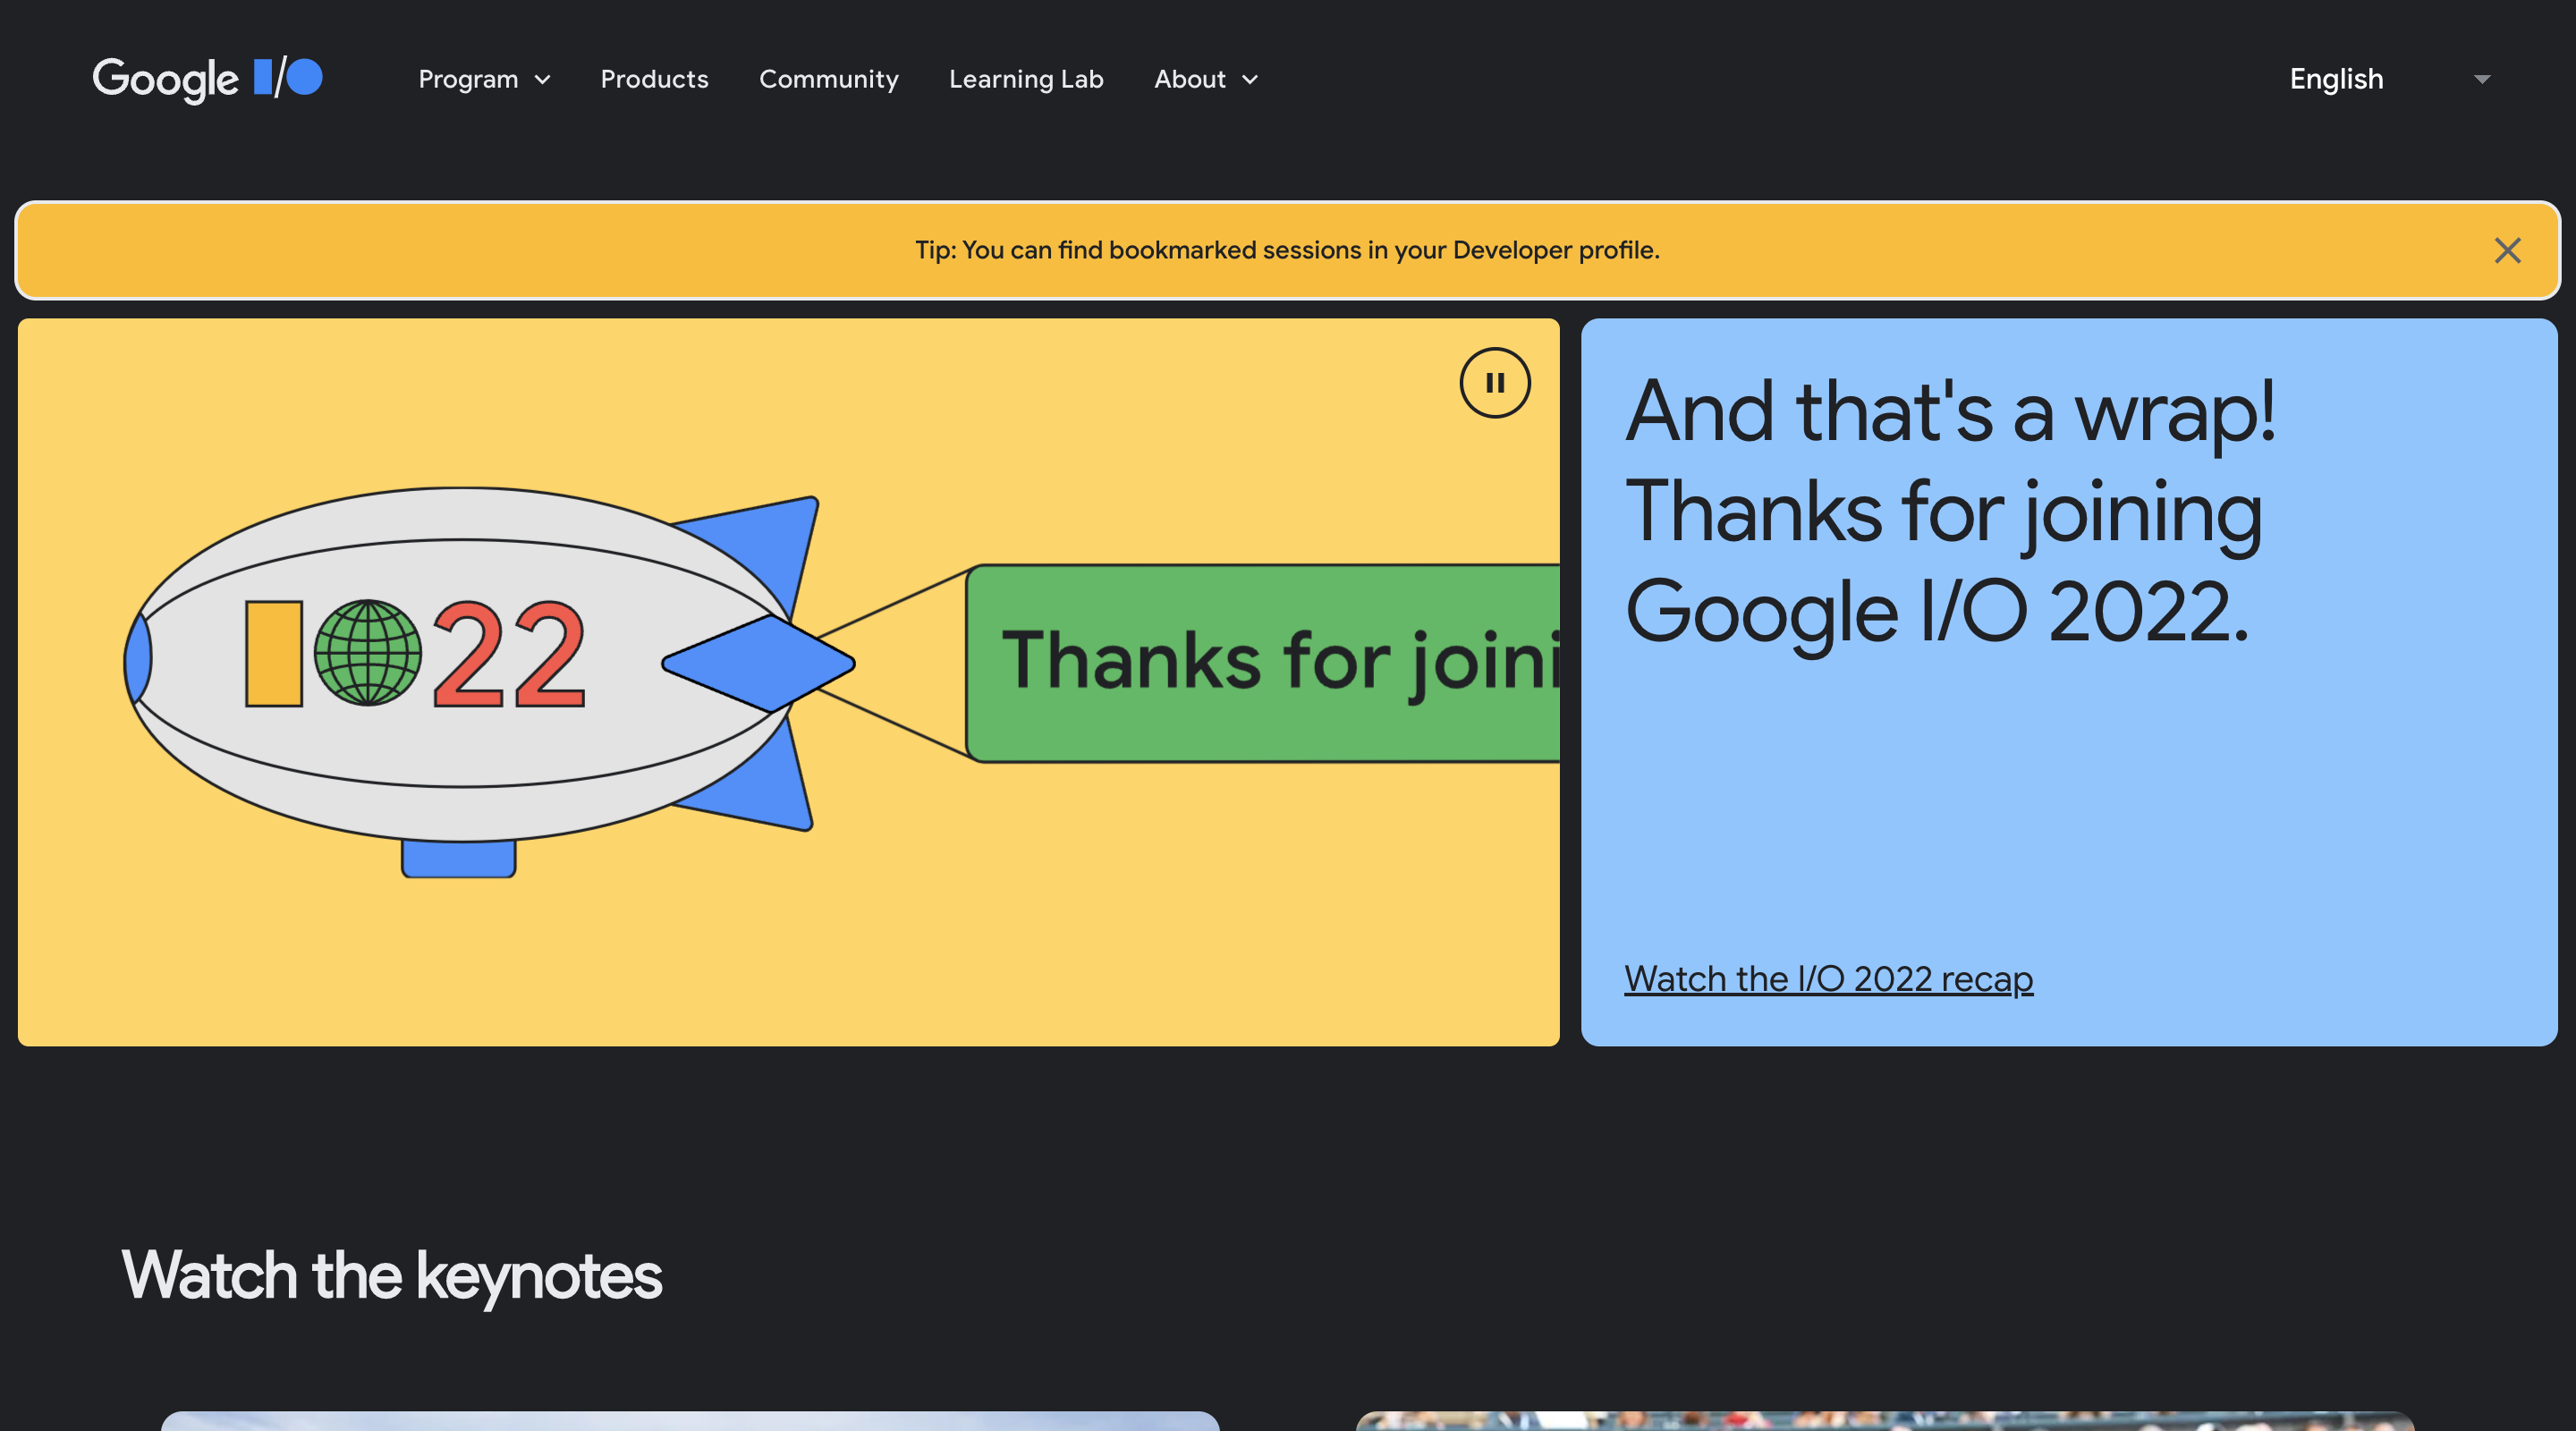 Google I/O
Program
Products
Community
Learning Lab
About
English
Tip: You can find bookmarked sessions in your Developer profile.
IO22
Thanks for joini
And that's a wrap!
Thanks for joining
Google I/O 2022.
Watch the I/O 2022 recap
Watch the keynotes